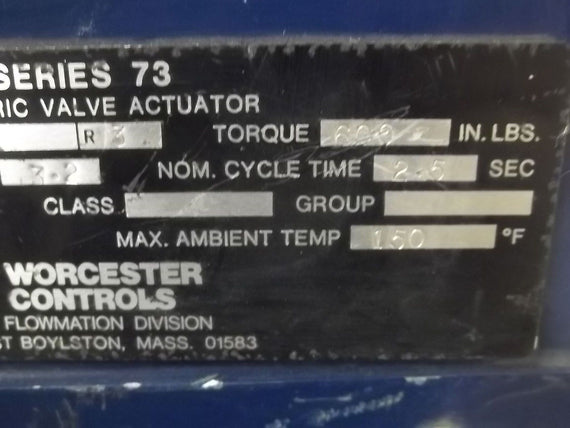 SERIES 73
RIC VALVE ACTUATOR
R 3 TORQUE IN. LBS.
3.2 NOM. CYCLE TIME 2.5 SEC
CLASS GROUP
MAX. AMBIENT TEMP 150 °F
WORCESTER
CONTROLS
FLOWMATION DIVISION
ST BOYLSTON, MASS. 01583